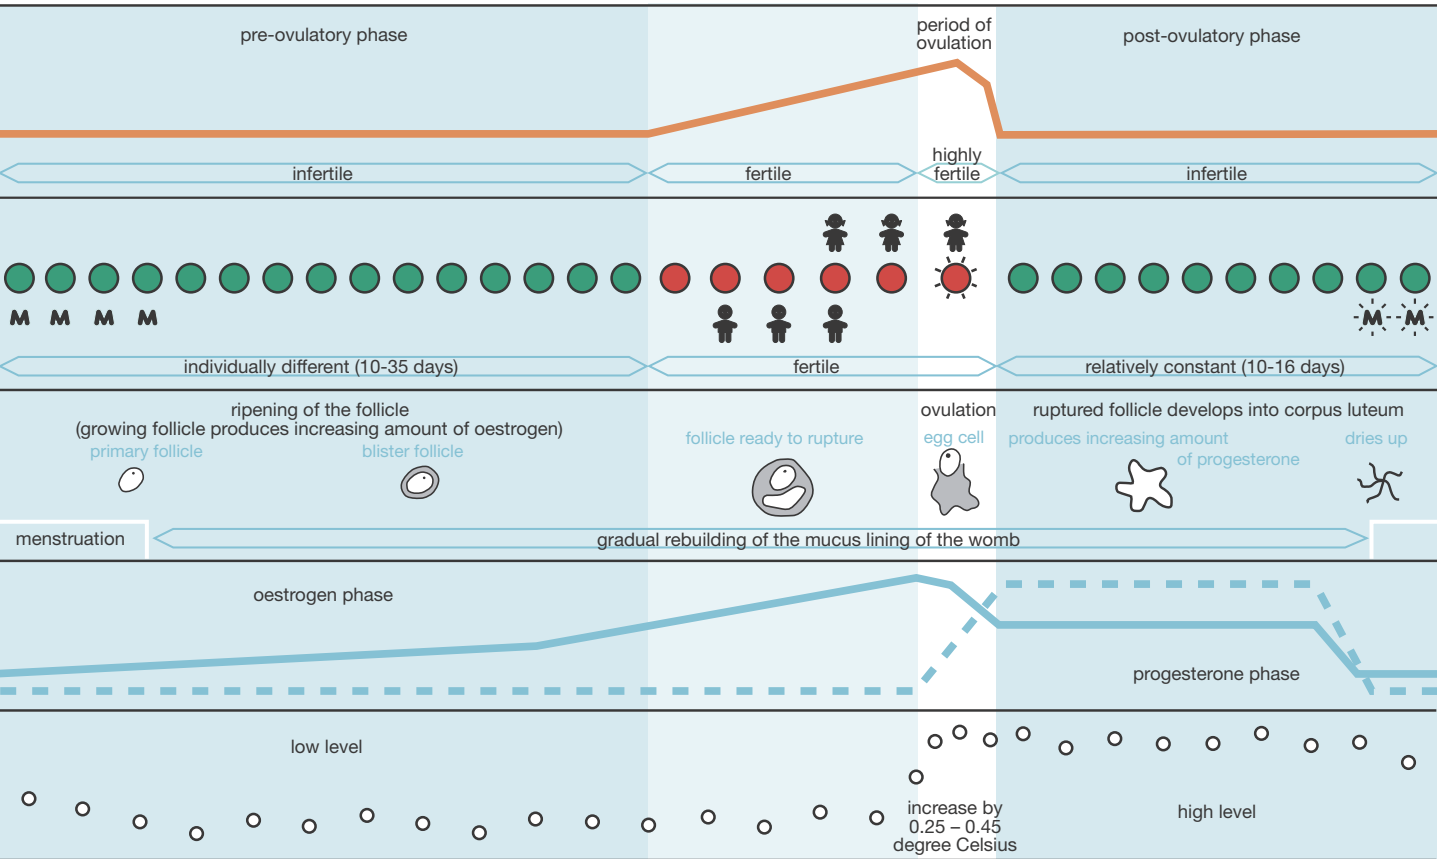 pre-ovulatory phase
period of
ovulation
post-ovulatory phase
infertile
fertile
highly
fertile
infertile
M M M M
M M
individually different (10-35 days)
fertile
relatively constant (10-16 days)
ripening of the follicle
(growing follicle produces increasing amount of oestrogen)
primary follicle
blister follicle
follicle ready to rupture
ovulation
egg cell
ruptured follicle develops into corpus luteum
produces increasing amount
of progesterone
dries up
menstruation
gradual rebuilding of the mucus lining of the womb
oestrogen phase
progesterone phase
low level
increase by
0.25 – 0.45
degree Celsius
high level